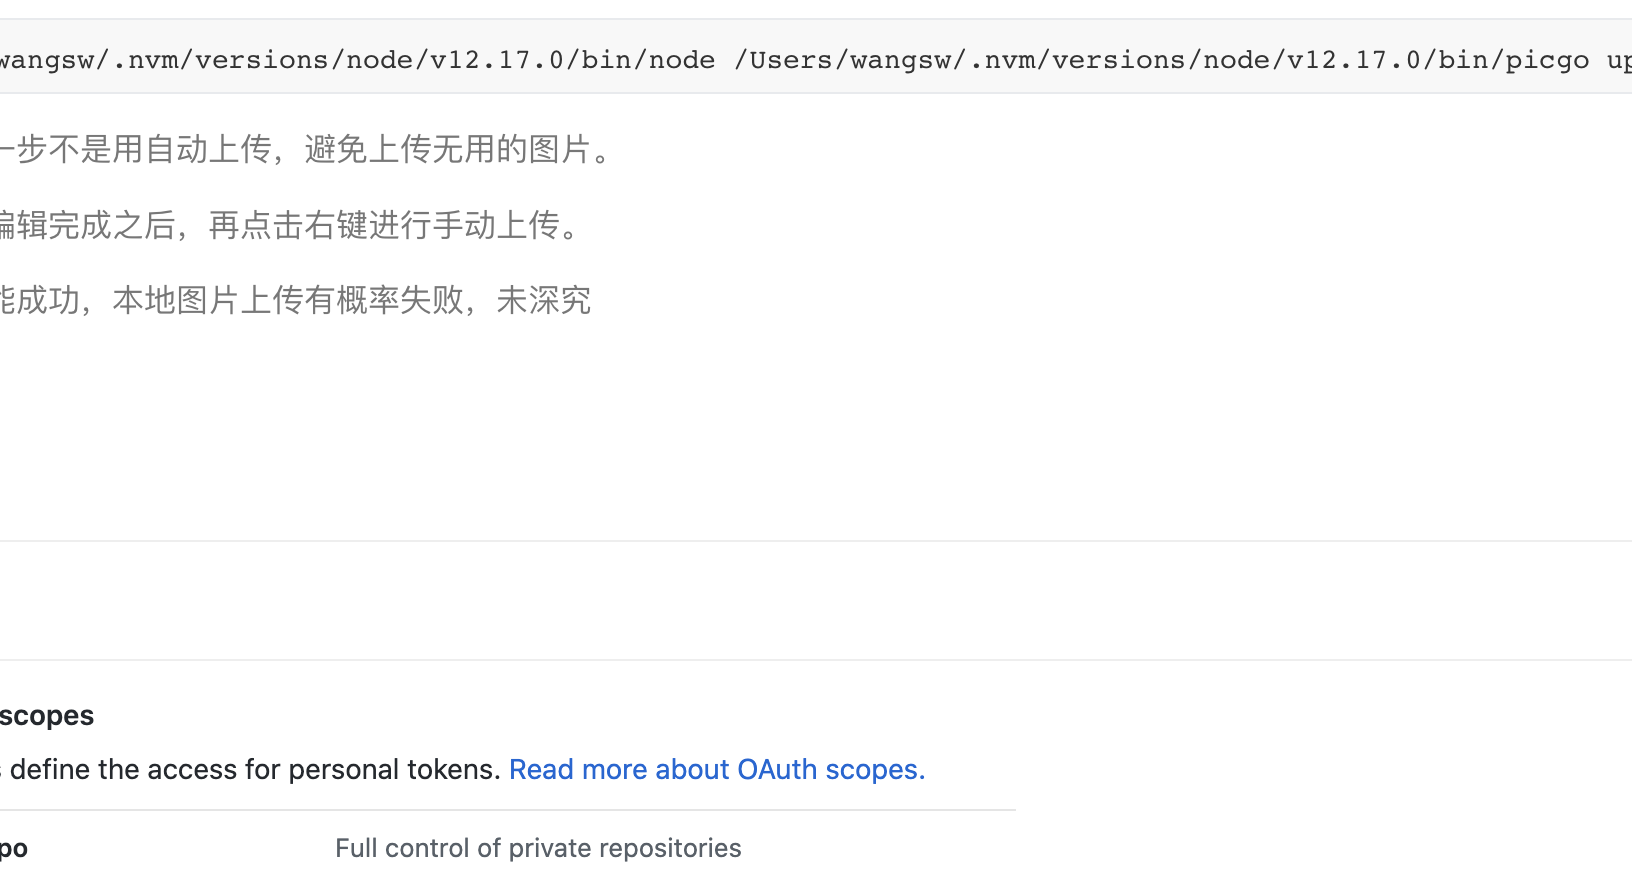 wangsw/.nvm/versions/node/v12.17.0/bin/node /Users/wangsw/.nvm/versions/node/v12.17.0/bin/picgo up
一步不是用自动上传，避免上传无用的图片。
编辑完成之后，再点击右键进行手动上传。
能成功，本地图片上传有概率失败，未深究
scopes
s define the access for personal tokens. Read more about OAuth scopes.
po Full control of private repositories